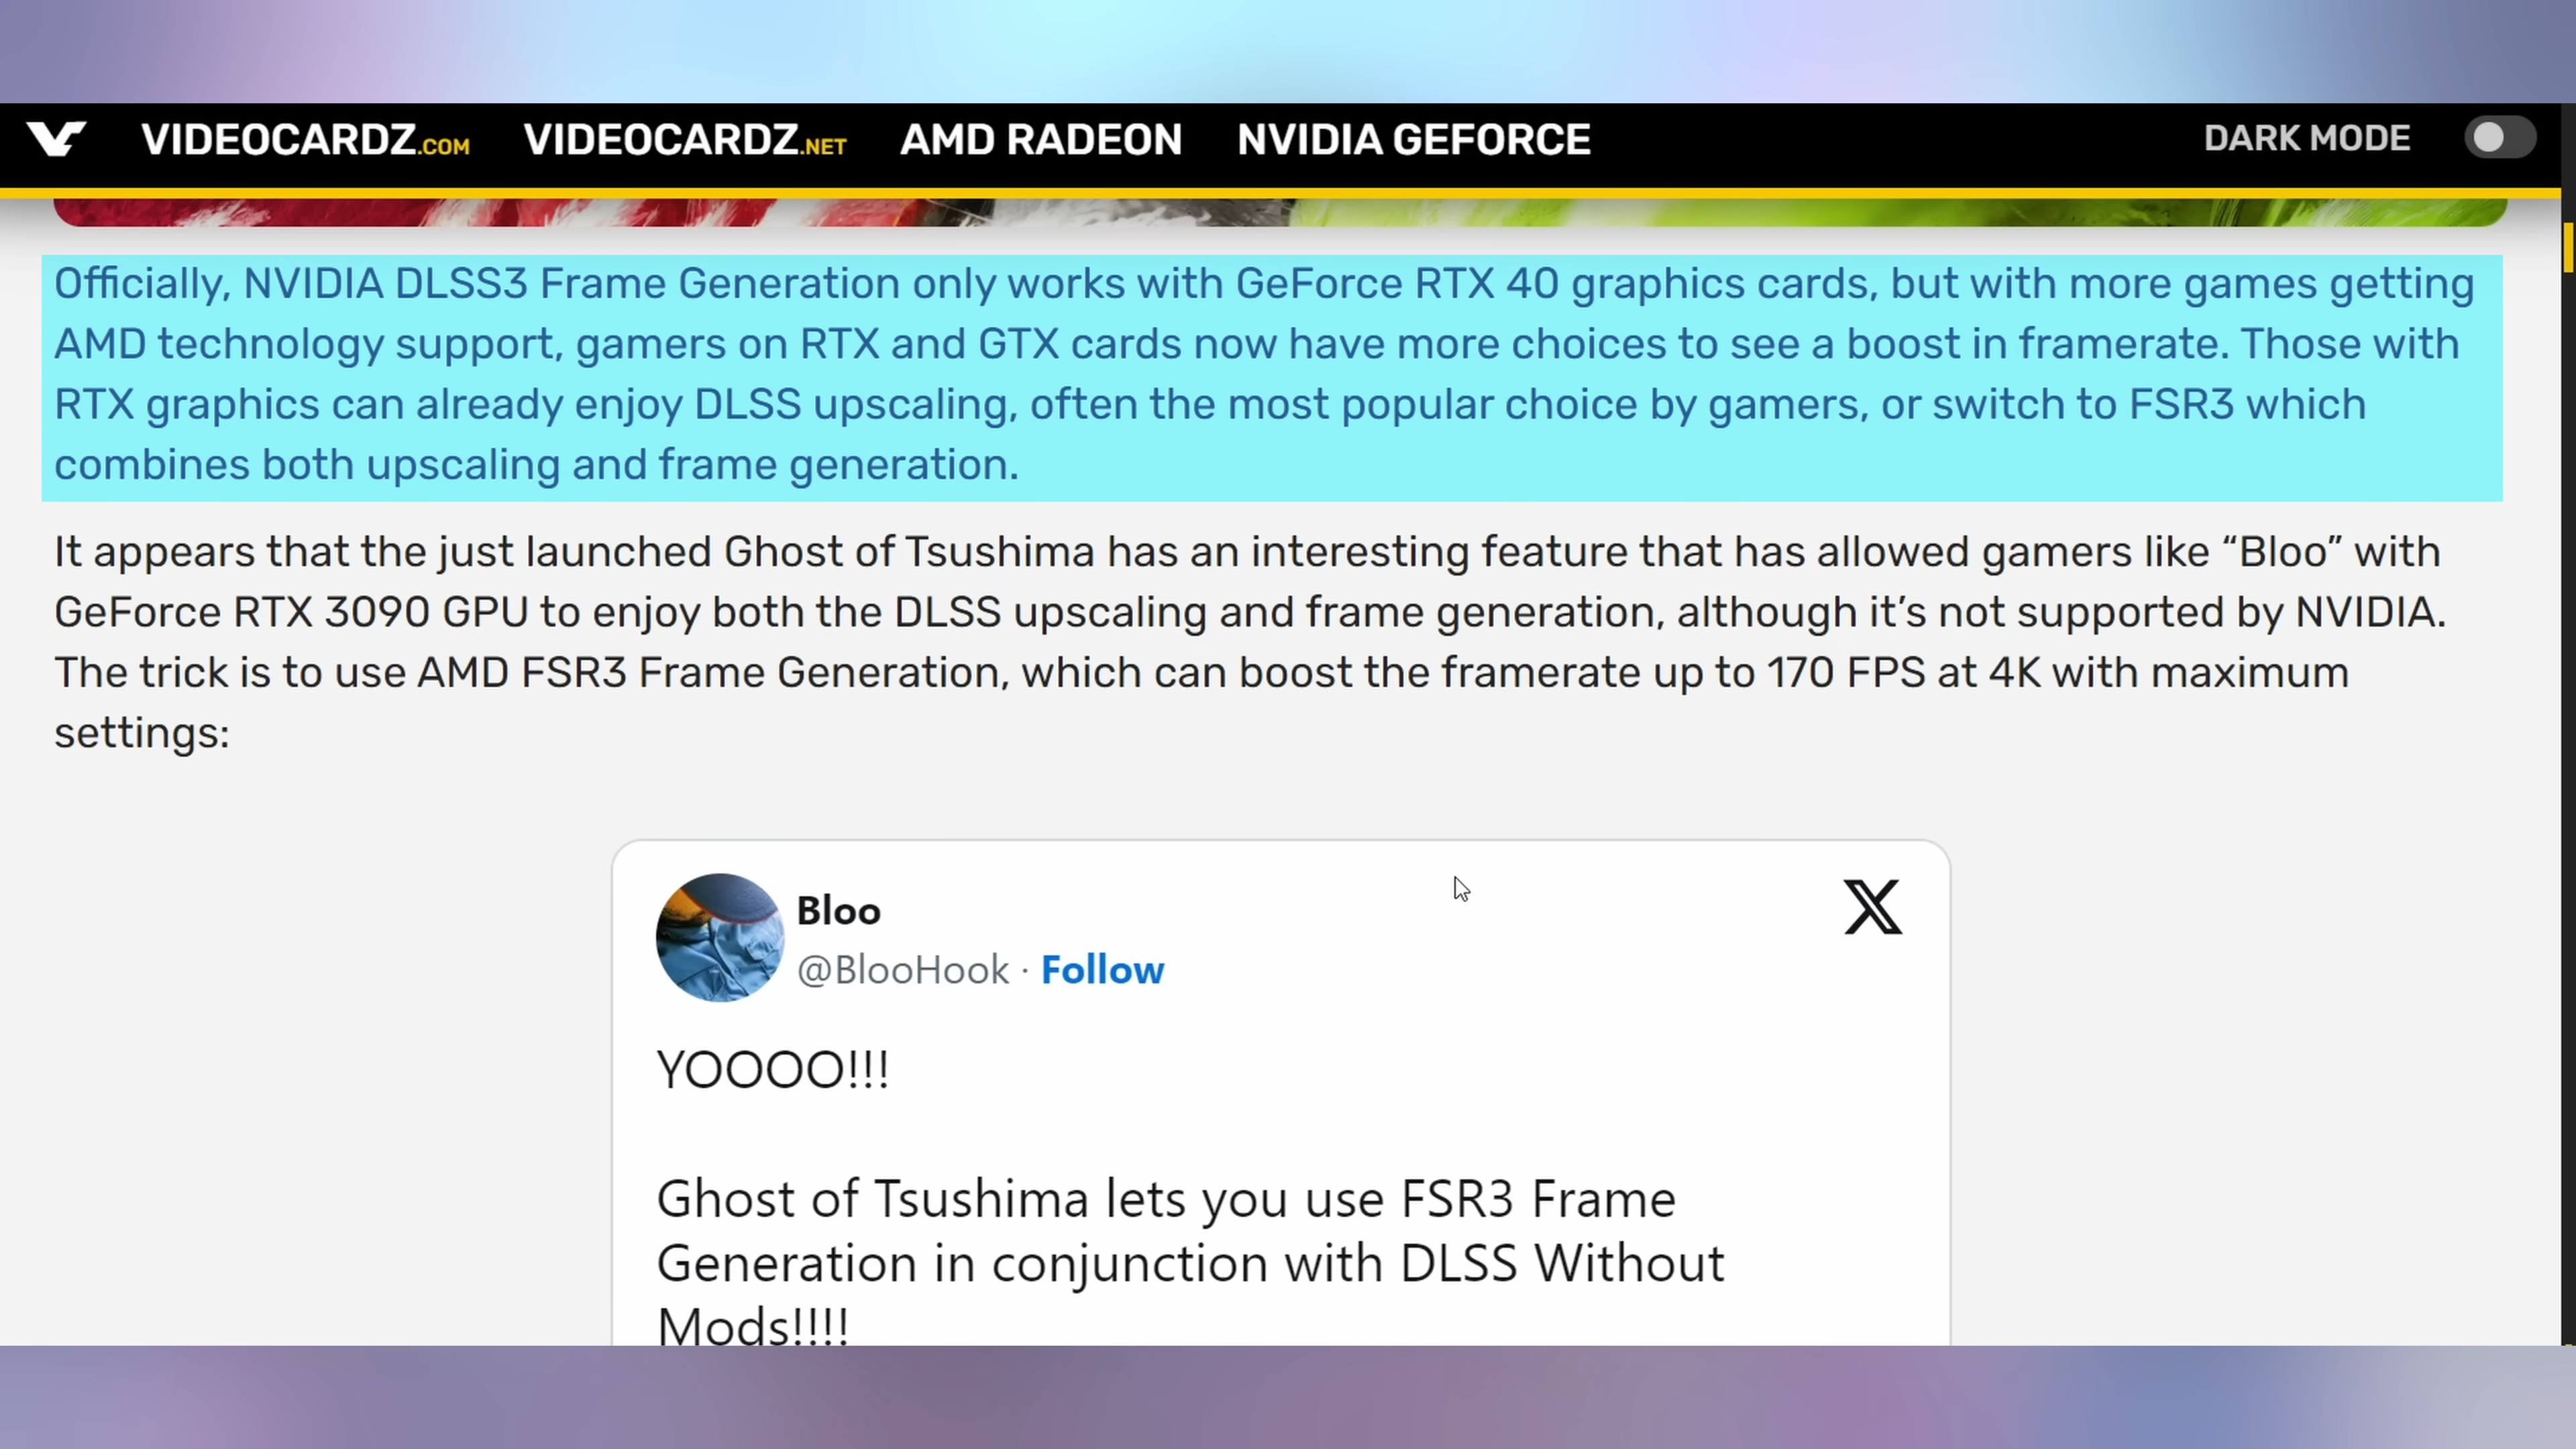 VIDEOCARDZ.COM VIDEOCARDZ.NET AMD RADEON NVIDIA GEFORCE DARK MODE
Officially, NVIDIA DLSS3 Frame Generation only works with GeForce RTX 40 graphics cards, but with more games getting
AMD technology support, gamers on RTX and GTX cards now have more choices to see a boost in framerate. Those with
RTX graphics can already enjoy DLSS upscaling, often the most popular choice by gamers, or switch to FSR3 which
combines both upscaling and frame generation.
It appears that the just launched Ghost of Tsushima has an interesting feature that has allowed gamers like “Bloo” with
GeForce RTX 3090 GPU to enjoy both the DLSS upscaling and frame generation, although it’s not supported by NVIDIA.
The trick is to use AMD FSR3 Frame Generation, which can boost the framerate up to 170 FPS at 4K with maximum
settings:
Bloo
@BlooHook · Follow
YOOOO!!!
Ghost of Tsushima lets you use FSR3 Frame
Generation in conjunction with DLSS Without
Mods!!!!